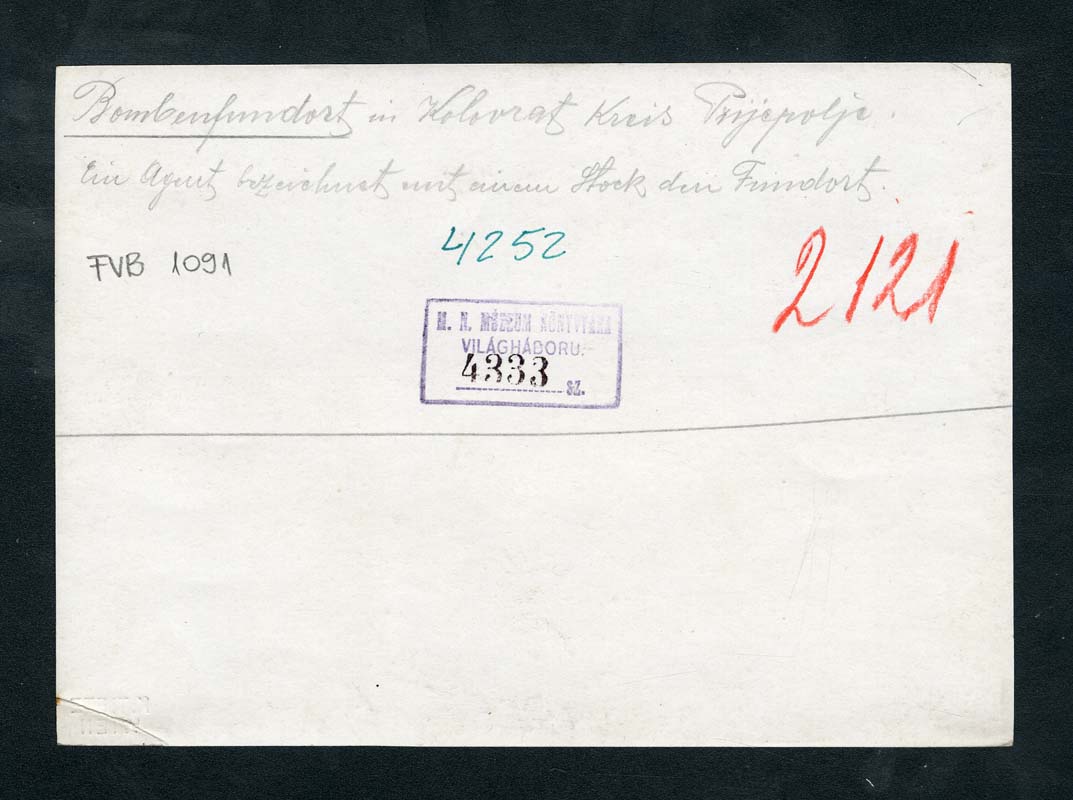 Bombenfundort in Kolovrat Kreis Prijepolje.
Ein Agent bezeichnet mit einem Stock den Fundort.
FVB 1091
4252
2121
M. N. MÚZEUM KÖNYVTÁRA
VILÁGHÁBORU.
4333 SZ.